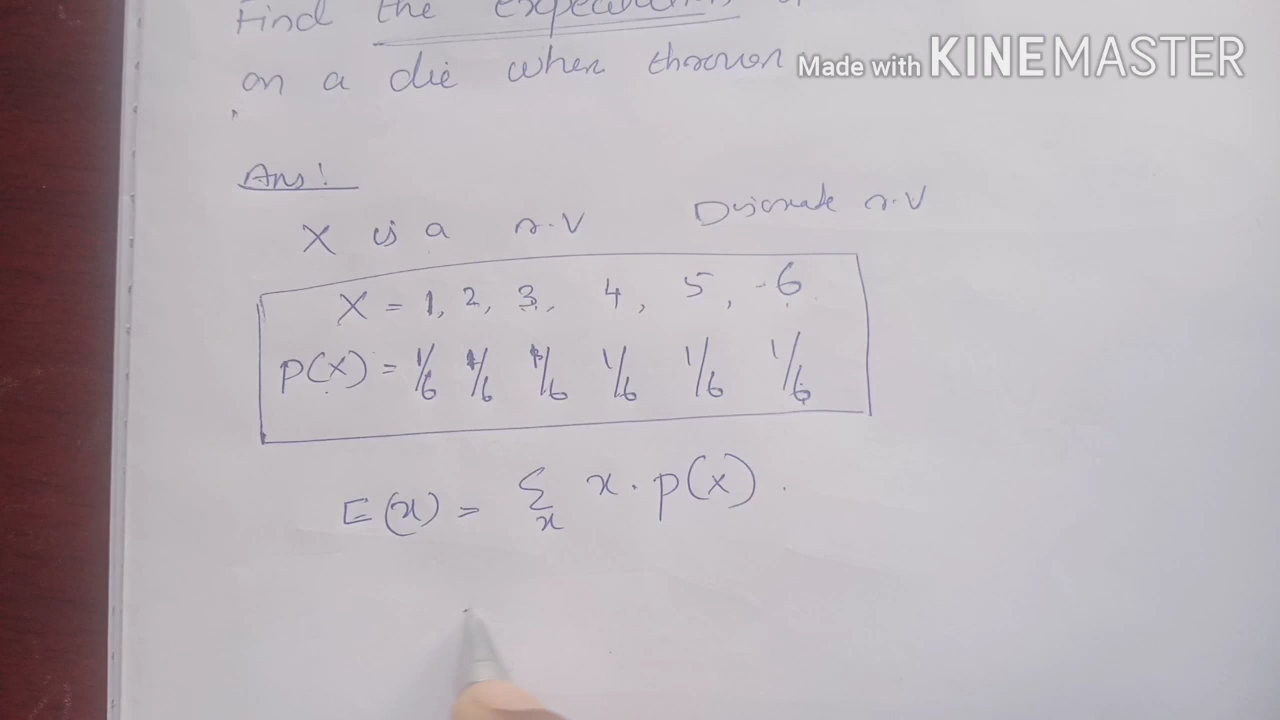 Find the
on a die when thrown
Made with KINEMASTER
Ans!
X is a r.V Discrete r.V
X = 1, 2, 3, 4, 5, 6
P(X) = 1/6 1/6 1/6 1/6 1/6 1/6
E(x) = Σ x · p(x).
x